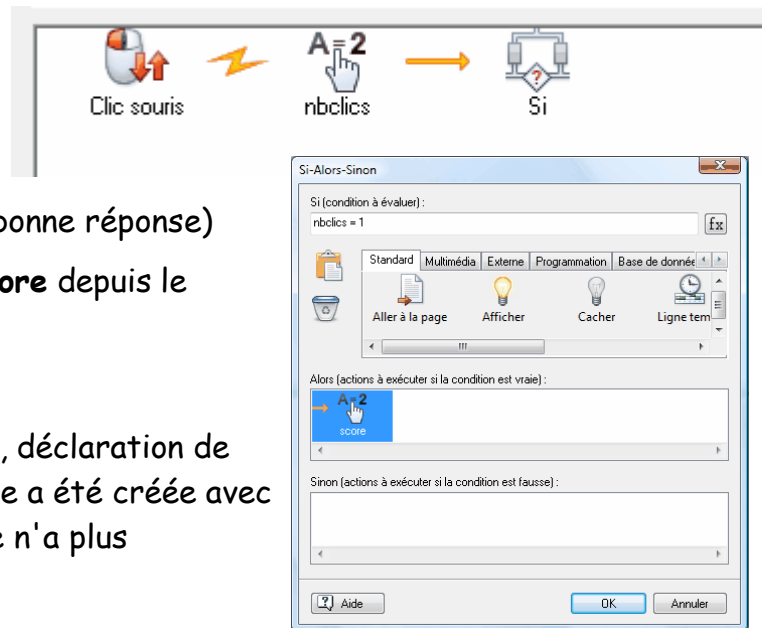 A=2
Clic souris nbclics Si
bonne réponse)
ore depuis le
, déclaration de
e a été créée avec
e n'a plus
Si-Alors-Sinon
Si (condition à évaluer) :
nbclics = 1
fx
Standard Multimédia Externe Programmation Base de donnée
Aller à la page Afficher Cacher Ligne tem
Alors (actions à exécuter si la condition est vraie) :
A=2
score
Sinon (actions à exécuter si la condition est fausse) :
Aide OK Annuler